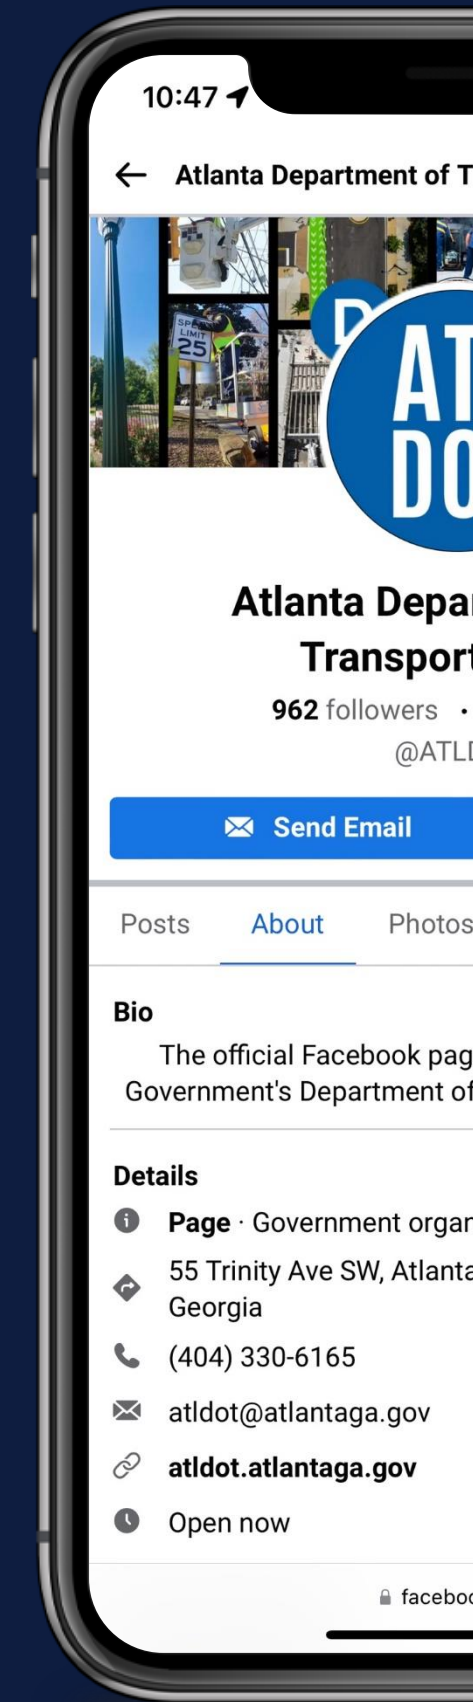 10:47
Atlanta Department of T
SPEED
LIMIT
25
D
AT
DO
Atlanta Depar
Transport
962 followers ·
@ATLD
Send Email
Posts About Photos
Bio
The official Facebook pag
Government's Department of
Details
Page · Government organ
55 Trinity Ave SW, Atlanta
Georgia
(404) 330-6165
atldot@atlantaga.gov
atldot.atlantaga.gov
Open now
faceboo